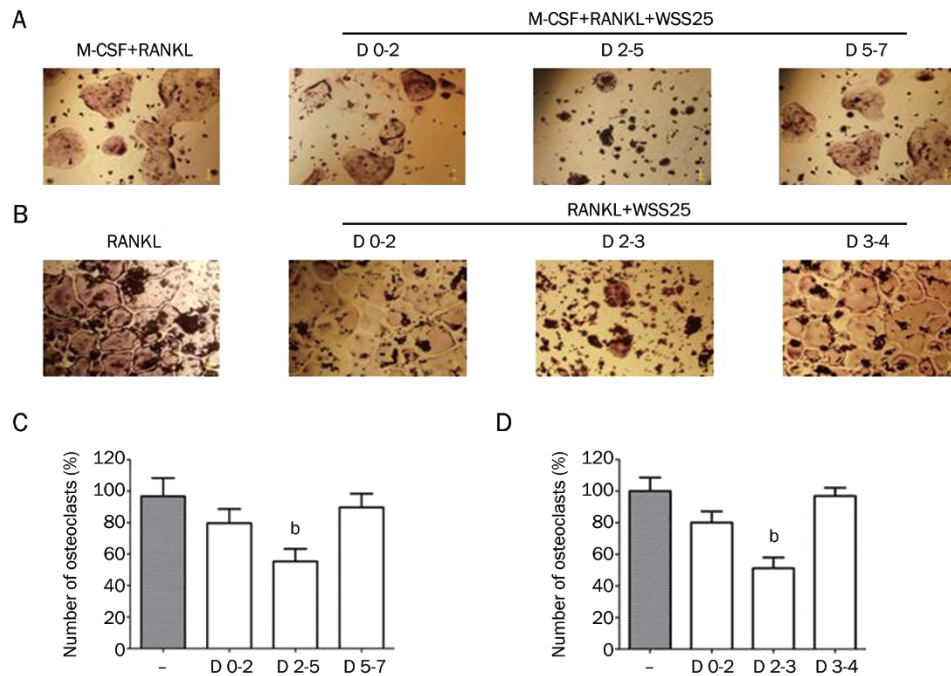 A
M-CSF+RANKL+WSS25
M-CSF+RANKL
D 0-2
D 2-5
D 5-7
B
RANKL+WSS25
RANKL
D 0-2
D 2-3
D 3-4
C
Number of osteoclasts (%)
120
100
80
60
40
20
0
b
–
D 0-2
D 2-5
D 5-7
D
Number of osteoclasts (%)
120
100
80
60
40
20
0
b
–
D 0-2
D 2-3
D 3-4